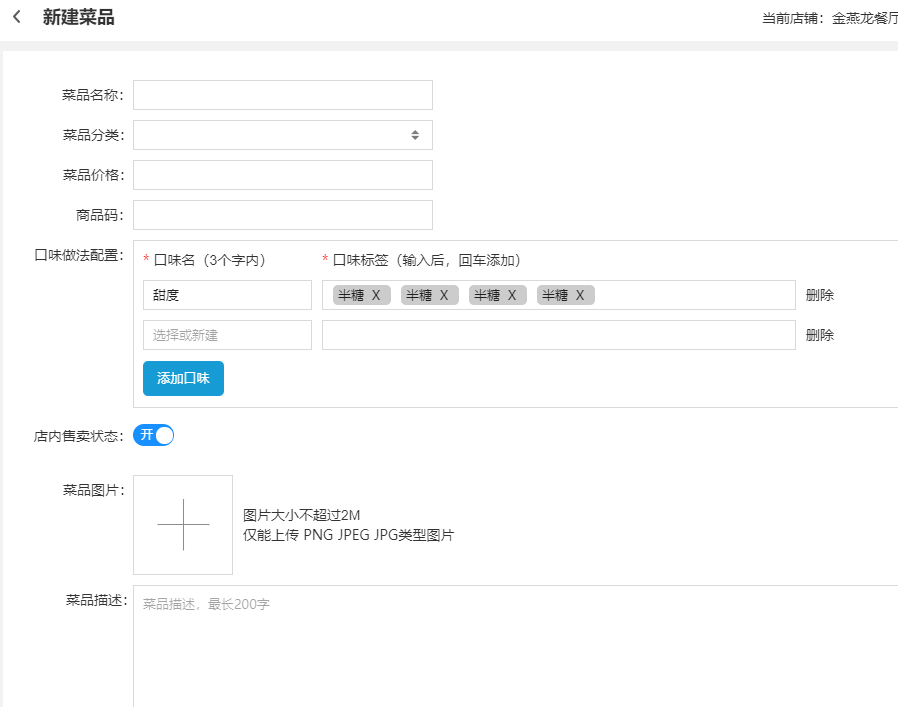 新建菜品
当前店铺：金燕龙餐厅
菜品名称：
菜品分类：
菜品价格：
商品码：
口味做法配置：
* 口味名（3个字内）
* 口味标签（输入后，回车添加）
甜度
半糖 X 半糖 X 半糖 X 半糖 X
删除
选择或新建
删除
添加口味
店内售卖状态：
开
菜品图片：
图片大小不超过2M
仅能上传 PNG JPEG JPG类型图片
菜品描述：
菜品描述，最长200字